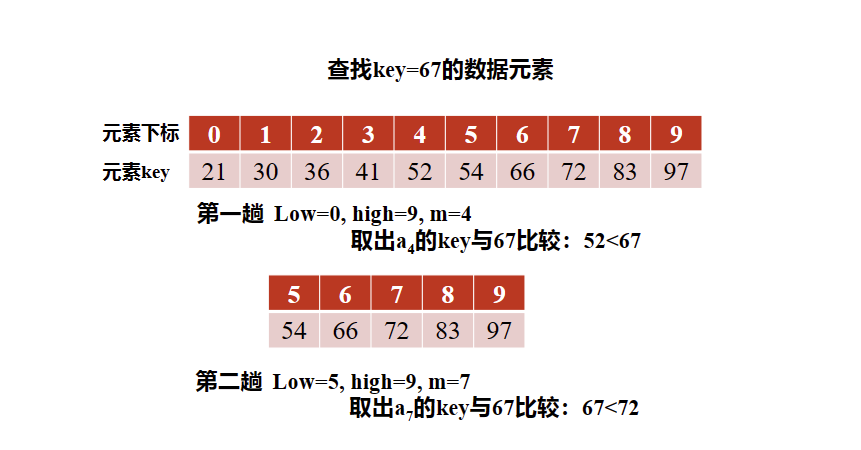 查找key=67的数据元素
元素下标 0 1 2 3 4 5 6 7 8 9
元素key 21 30 36 41 52 54 66 72 83 97
第一趟 Low=0, high=9, m=4
取出a4的key与67比较：52<67
5 6 7 8 9
54 66 72 83 97
第二趟 Low=5, high=9, m=7
取出a7的key与67比较：67<72